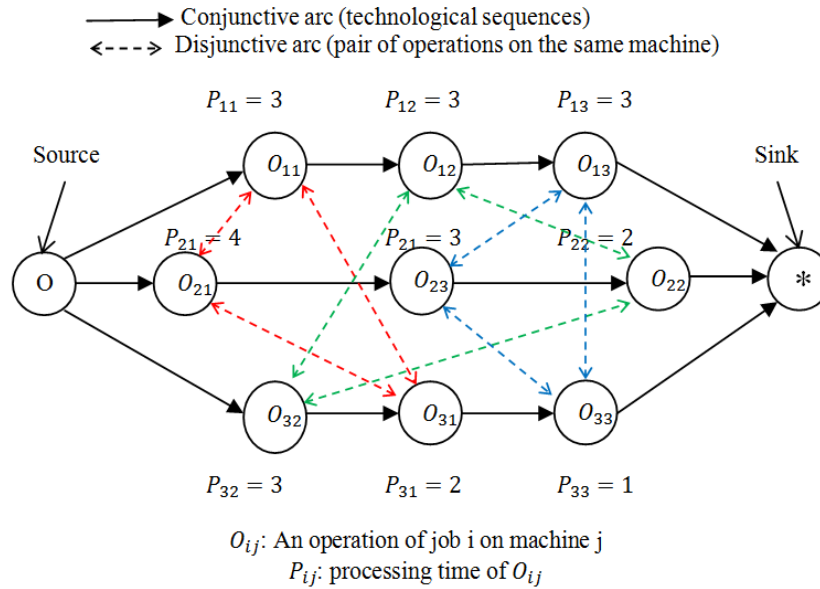 Conjunctive arc (technological sequences)
Disjunctive arc (pair of operations on the same machine)
P₁₁ = 3 P₁₂ = 3 P₁₃ = 3
Source Sink
O₁₁ O₁₂ O₁₃
P₂₁ = 4 P₂₁ = 3 P₂₂ = 2
O O₂₁ O₂₃ O₂₂ *
O₃₂ O₃₁ O₃₃
P₃₂ = 3 P₃₁ = 2 P₃₃ = 1
Oᵢⱼ: An operation of job i on machine j
Pᵢⱼ: processing time of Oᵢⱼ